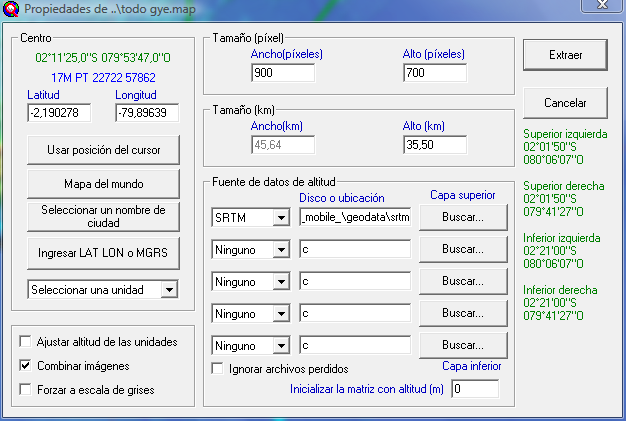 Propiedades de ..\todo gye.map
Centro
02°11'25,0''S 079°53'47,0''O
17M PT 22722 57862
Latitud Longitud
-2,190278 -79,89639
Usar posición del cursor
Mapa del mundo
Seleccionar un nombre de
ciudad
Ingresar LAT LON o MGRS
Seleccionar una unidad
Ajustar altitud de las unidades
Combinar imágenes
Forzar a escala de grises
Tamaño (píxel)
Ancho(píxeles) Alto (píxeles)
900 700
Tamaño (km)
Ancho(km) Alto (km)
45,64 35,50
Fuente de datos de altitud
Disco o ubicación Capa superior
SRTM _mobile_\geodata\srtm Buscar...
Ninguno c Buscar...
Ninguno c Buscar...
Ninguno c Buscar...
Ninguno c Buscar...
Ignorar archivos perdidos Capa inferior
Inicializar la matriz con altitud (m) 0
Extraer
Cancelar
Superior izquierda
02°01'50''S
080°06'07''O
Superior derecha
02°01'50''S
079°41'27''O
Inferior izquierda
02°21'00''S
080°06'07''O
Inferior derecha
02°21'00''S
079°41'27''O